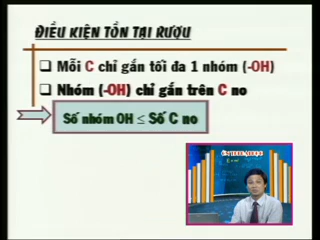 ĐIỀU KIỆN TỒN TẠI RƯỢU
Mỗi C chỉ gắn tối đa 1 nhóm (-OH)
Nhóm (-OH) chỉ gắn trên C no
Số nhóm OH ≤ Số C no